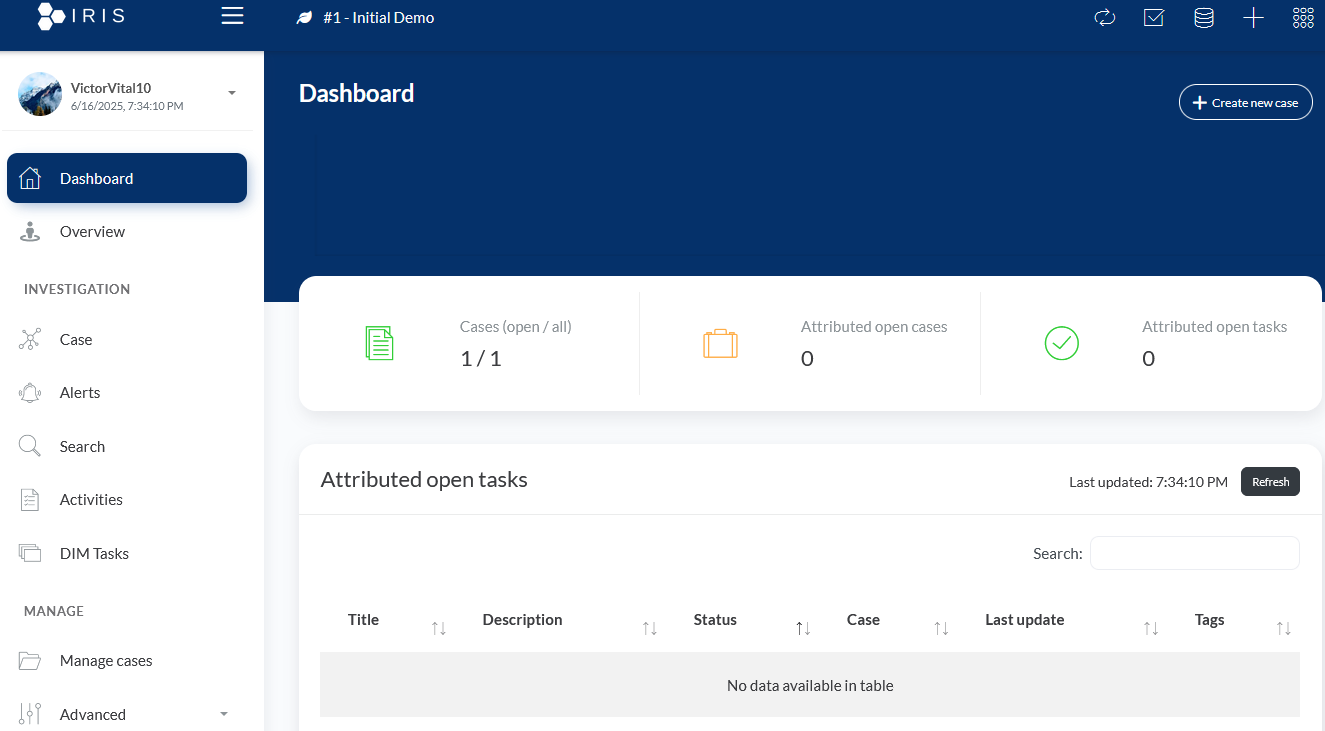 IRIS
#1 - Initial Demo
VictorVital10
6/16/2025, 7:34:10 PM
Dashboard
Overview
INVESTIGATION
Case
Alerts
Search
Activities
DIM Tasks
MANAGE
Manage cases
Advanced
Dashboard
Create new case
Cases (open / all)
1 / 1
Attributed open cases
0
Attributed open tasks
0
Attributed open tasks
Last updated: 7:34:10 PM
Refresh
Search:
Title Description Status Case Last update Tags
No data available in table